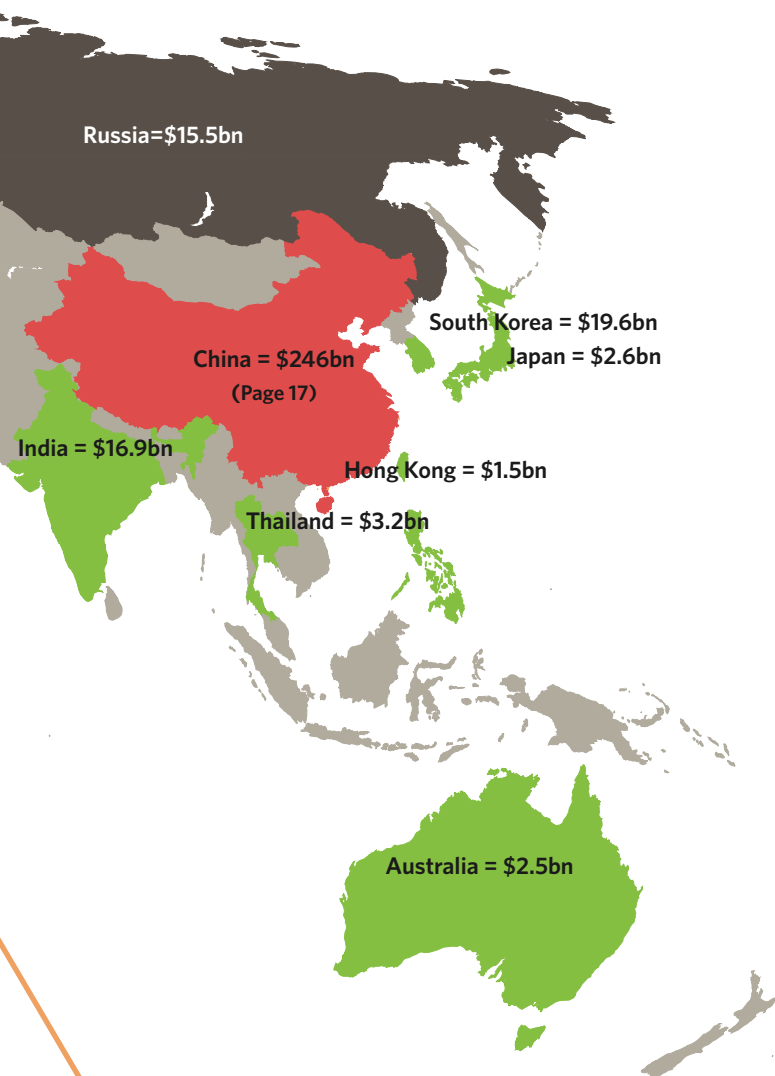 Russia=$15.5bn
South Korea = $19.6bn
Japan = $2.6bn
China = $246bn
(Page 17)
India = $16.9bn
Hong Kong = $1.5bn
Thailand = $3.2bn
Australia = $2.5bn